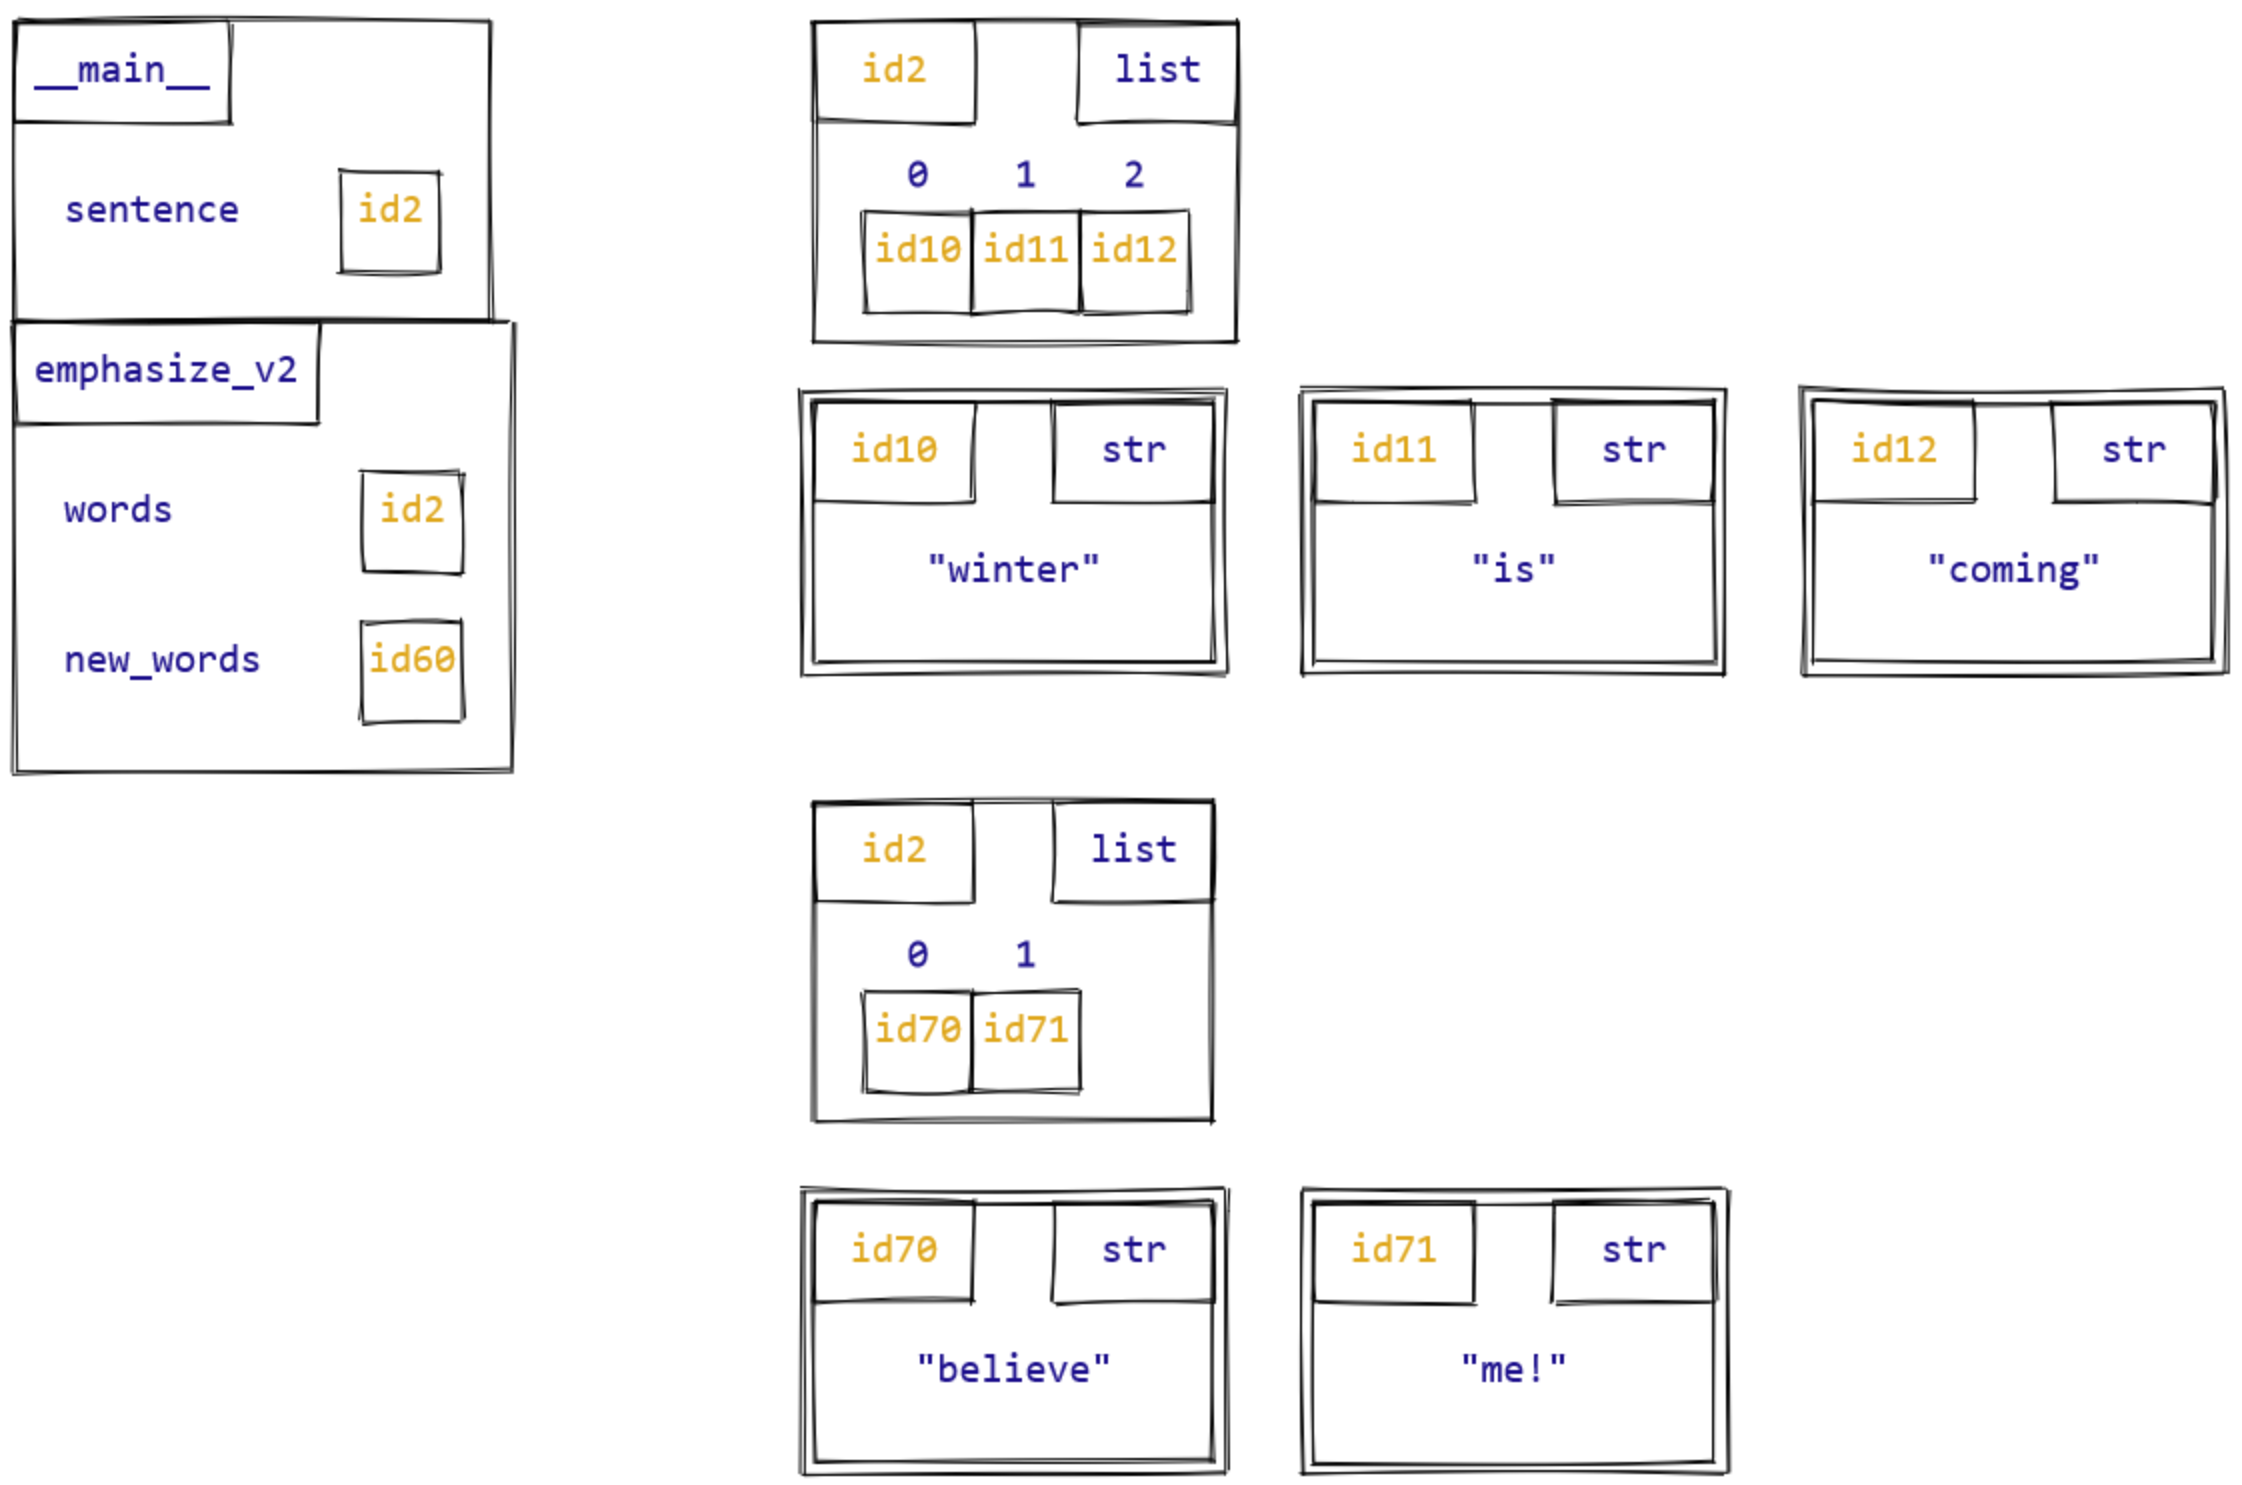 __main__
sentence id2
emphasize_v2
words id2
new_words id60
id2 list
0 1 2
id10 id11 id12
id10 str
"winter"
id11 str
"is"
id12 str
"coming"
id2 list
0 1
id70 id71
id70 str
"believe"
id71 str
"me!"